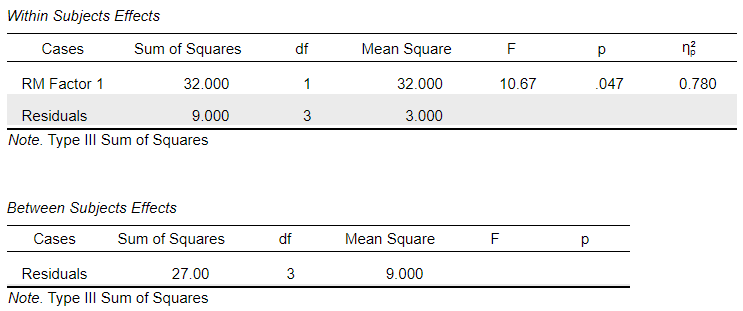 Within Subjects Effects
Cases Sum of Squares df Mean Square F p η²p
RM Factor 1 32.000 1 32.000 10.67 .047 0.780
Residuals 9.000 3 3.000
Note. Type III Sum of Squares
Between Subjects Effects
Cases Sum of Squares df Mean Square F p
Residuals 27.00 3 9.000
Note. Type III Sum of Squares